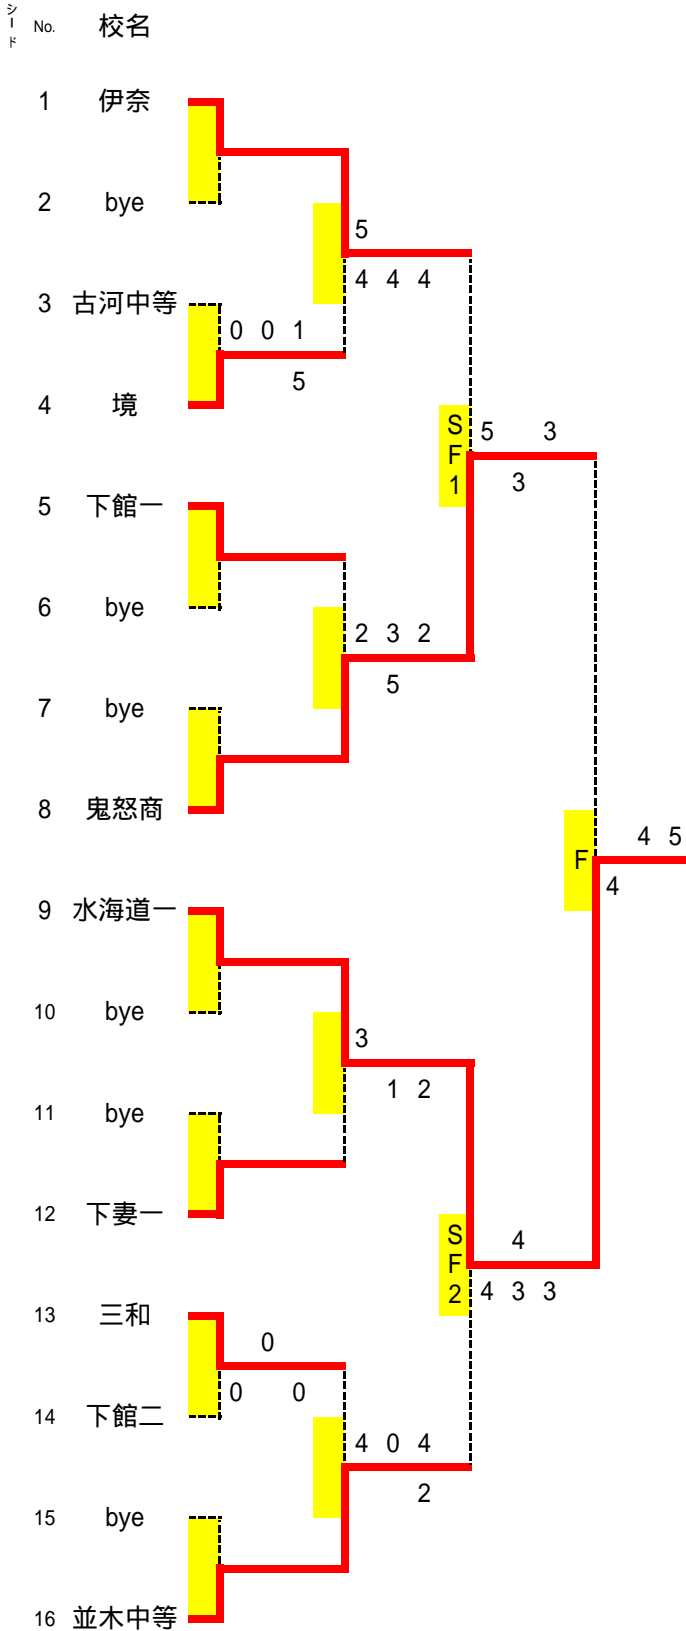 シード No. 校名
1 伊奈
2 bye
5
4 4 4
3 古河中等
0 0 1
5
4 境
S
F
1
5 3
3
5 下館一
6 bye
2 3 2
5
7 bye
8 鬼怒商
F
4 5
4
9 水海道一
10 bye
3
1 2
11 bye
12 下妻一
S
F
2
4
4 3 3
13 三和
0
0 0
14 下館二
4 0 4
2
15 bye
16 並木中等